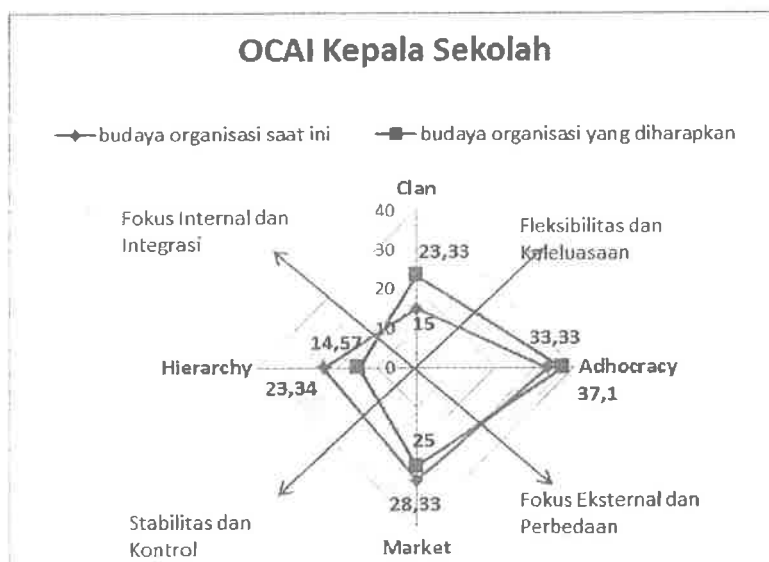 OCAI Kepala Sekolah
budaya organisasi saat ini
budaya organisasi yang diharapkan
Clan
Fokus Internal dan
Integrasi
Fleksibilitas dan
Keleluasaan
40
30
20
10
0
23,33
15
33,33
Adhocracy
37,1
14,57
Hierarchy
23,34
25
28,33
Stabilitas dan
Kontrol
Fokus Eksternal dan
Perbedaan
Market